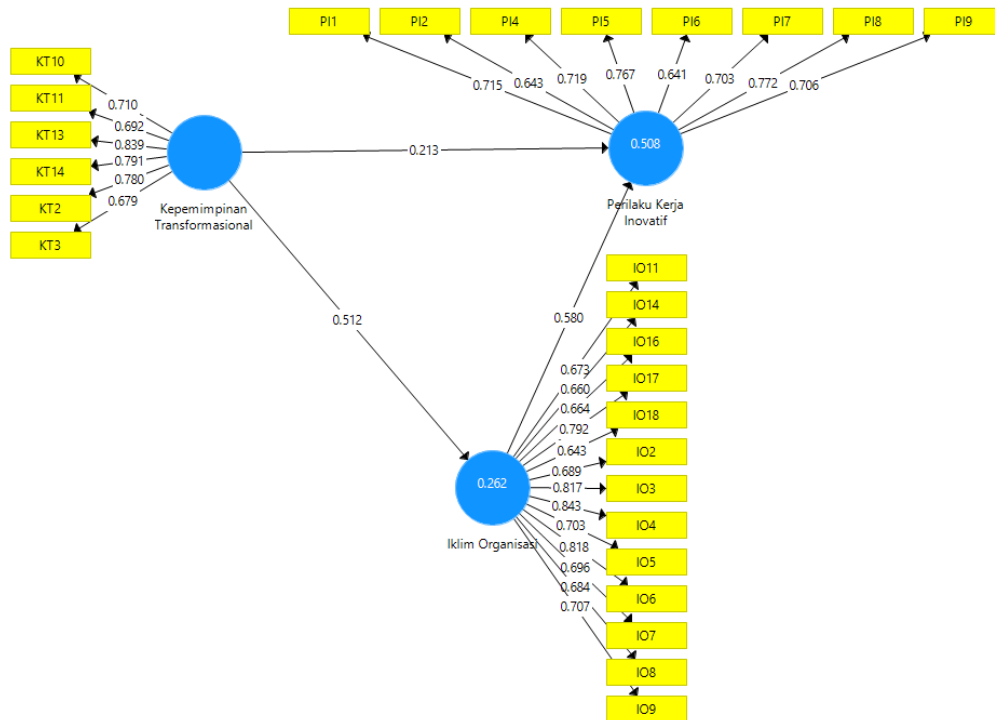 PI1 PI2 PI4 PI5 PI6 PI7 PI8 PI9
0.715 0.643 0.719 0.767 0.641 0.703 0.772 0.706
KT10
KT11
KT13
KT14
KT2
KT3
0.710
0.692
0.839
0.791
0.780
0.679
Kepemimpinan
Transformasional
0.213
0.508
Perilaku Kerja
Inovatif
0.512
0.580
0.262
Iklim Organisasi
0.673
0.660
0.664
0.792
0.643
0.689
0.817
0.843
0.703
0.818
0.696
0.684
0.707
IO11
IO14
IO16
IO17
IO18
IO2
IO3
IO4
IO5
IO6
IO7
IO8
IO9